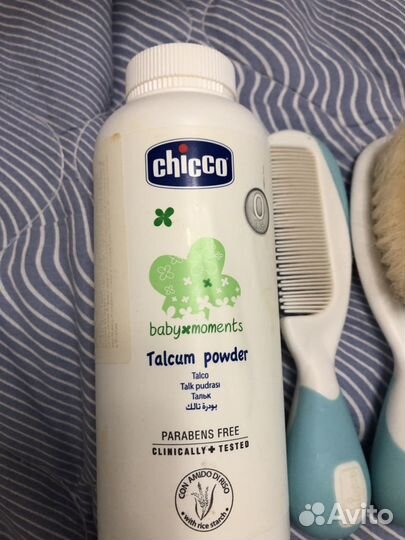 chicco
0
baby moments
Talcum powder
Talco
Talk pudrası
Тальк
بودرة تالك
PARABENS FREE
CLINICALLY + TESTED
CON AMIDO DI RISO
with rice starch
Avito